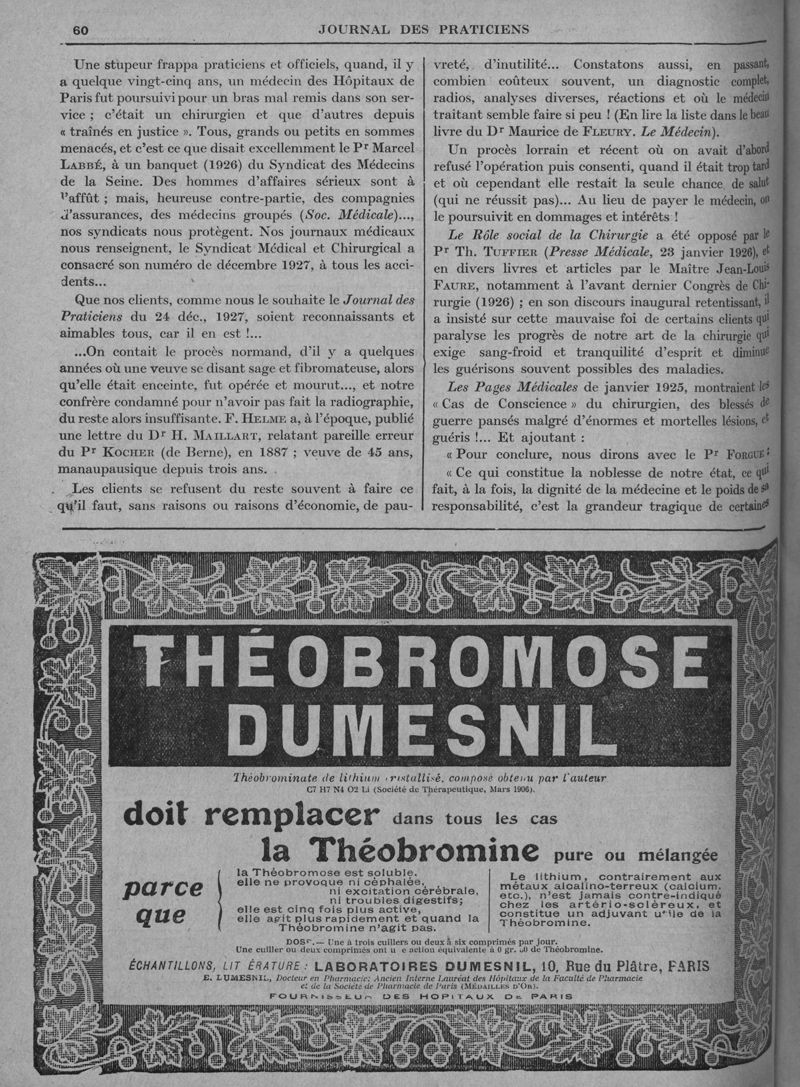 60
JOURNAL DES PRATICIENS
Une stupeur frappa praticiens et officiels, quand, il y
a quelque vingt-cinq ans, un médecin des Hôpitaux de
Paris fut poursuivi pour un bras mal remis dans son ser-
vice ; c'était un chirurgien et que d'autres depuis
« traînés en justice ». Tous, grands ou petits en sommes
menacés, et c'est ce que disait excellemment le Pr Marcel
LABBÉ, à un banquet (1926) du Syndicat des Médecins
de la Seine. Des hommes d'affaires sérieux sont à
l'affût ; mais, heureuse contre-partie, des compagnies
d'assurances, des médecins groupés (Soc. Médicale)...,
nos syndicats nous protègent. Nos journaux médicaux
nous renseignent, le Syndicat Médical et Chirurgical a
consacré son numéro de décembre 1927, à tous les acci-
dents...
Que nos clients, comme nous le souhaite le Journal des
Praticiens du 24 déc., 1927, soient reconnaissants et
aimables tous, car il en est !...
...On contait le procès normand, d'il y a quelques
années où une veuve se disant sage et fibromateuse, alors
qu'elle était enceinte, fut opérée et mourut..., et notre
confrère condamné pour n'avoir pas fait la radiographie,
du reste alors insuffisante. F. HELME a, à l'époque, publié
une lettre du Dr H. MAILLART, relatant pareille erreur
du Pr KOCHER (de Berne), en 1887 ; veuve de 45 ans,
manaupausique depuis trois ans.
Les clients se refusent du reste souvent à faire ce
qu'il faut, sans raisons ou raisons d'économie, de pau-
vreté, d'inutilité... Constatons aussi, en passant,
combien coûteux souvent, un diagnostic complet,
radios, analyses diverses, réactions et où le médecin
traitant semble faire si peu ! (En lire la liste dans le beau
livre du Dr Maurice de FLEURY. Le Médecin).
Un procès lorrain et récent où on avait d'abord
refusé l'opération puis consenti, quand il était trop tard
et où cependant elle restait la seule chance de salut
(qui ne réussit pas)... Au lieu de payer le médecin, on
le poursuivit en dommages et intérêts !
Le Rôle social de la Chirurgie a été opposé par le
Pr Th. TUFFIER (Presse Médicale, 23 janvier 1926), et
en divers livres et articles par le Maître Jean-Louis
FAURE, notamment à l'avant dernier Congrès de Chi-
rurgie (1926) ; en son discours inaugural retentissant, il
a insisté sur cette mauvaise foi de certains clients qui
paralyse les progrès de notre art de la chirurgie qui
exige sang-froid et tranquilité d'esprit et diminue
les guérisons souvent possibles des maladies.
Les Pages Médicales de janvier 1925, montraient les
« Cas de Conscience » du chirurgien, des blessés de
guerre pansés malgré d'énormes et mortelles lésions, et
guéris !... Et ajoutant :
« Pour conclure, nous dirons avec le Pr FORGUE :
« Ce qui constitue la noblesse de notre état, ce qui
fait, à la fois, la dignité de la médecine et le poids de sa
responsabilité, c'est la grandeur tragique de certaines
THÉOBROMOSE
DUMESNIL
Théobrominate de lithium cristallisé, composé obtenu par l'auteur
C7 H7 N4 O2 Li (Société de Thérapeutique, Mars 1906).
doit remplacer dans tous les cas
la Théobromine pure ou mélangée
parce
que
la Théobromose est soluble,
elle ne provoque ni céphalée,
ni excitation cérébrale,
ni troubles digestifs;
elle est cinq fois plus active,
elle agit plus rapidement et quand la
Théobromine n'agit pas.
Le lithium, contrairement aux
métaux alcalino-terreux (calcium,
etc.), n'est jamais contre-indiqué
chez les artério-scléreux, et
constitue un adjuvant utile de la
Théobromine.
DOSE. — Une à trois cuillers ou deux à six comprimés par jour.
Une cuiller ou deux comprimés ont une action équivalente à 0 gr. 50 de Théobromine.
ÉCHANTILLONS, LITTÉRATURE : LABORATOIRES DUMESNIL, 10, Rue du Plâtre, PARIS
E. DUMESNIL, Docteur en Pharmacie; Ancien Interne Lauréat des Hôpitaux de la Faculté de Pharmacie
et de la Société de Pharmacie de Paris (MÉDAILLES D'OR).
FOURNISSEUR DES HOPITAUX DE PARIS